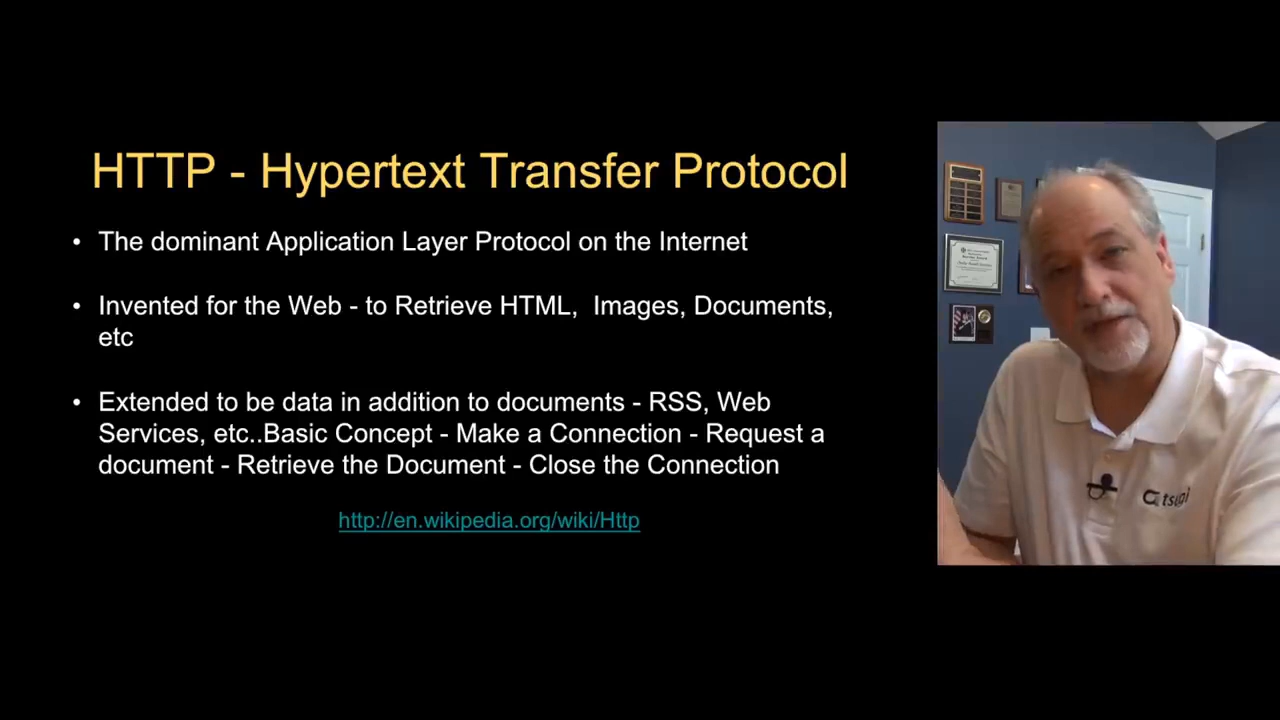 HTTP - Hypertext Transfer Protocol
• The dominant Application Layer Protocol on the Internet
• Invented for the Web - to Retrieve HTML,  Images, Documents,
etc
• Extended to be data in addition to documents - RSS, Web
Services, etc..Basic Concept - Make a Connection - Request a
document - Retrieve the Document - Close the Connection
http://en.wikipedia.org/wiki/Http
tsugi